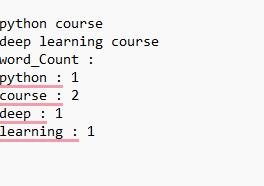 python course
deep learning course
word_Count :
python : 1
course : 2
deep : 1
learning : 1